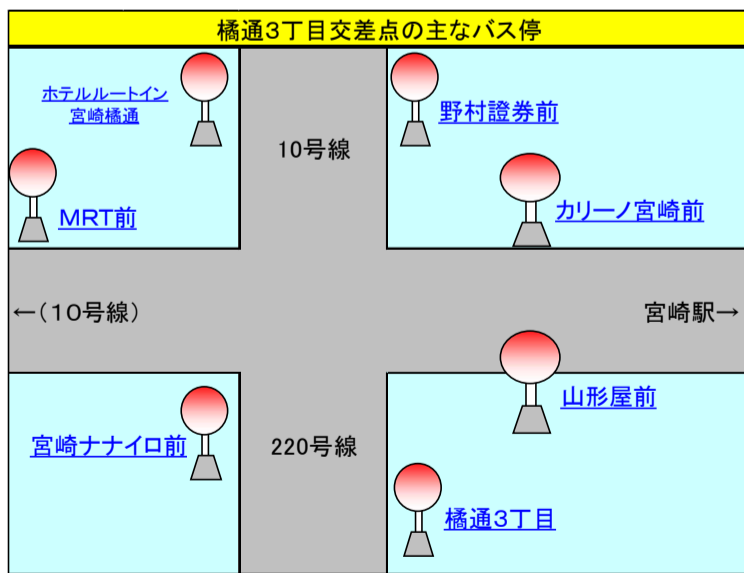 橘通３丁目交差点の主なバス停
ホテルルートイン
宮崎橘通
野村證券前
10号線
MRT前
カリーノ宮崎前
←(１０号線)
宮崎駅→
山形屋前
宮崎ナナイロ前
220号線
橘通３丁目